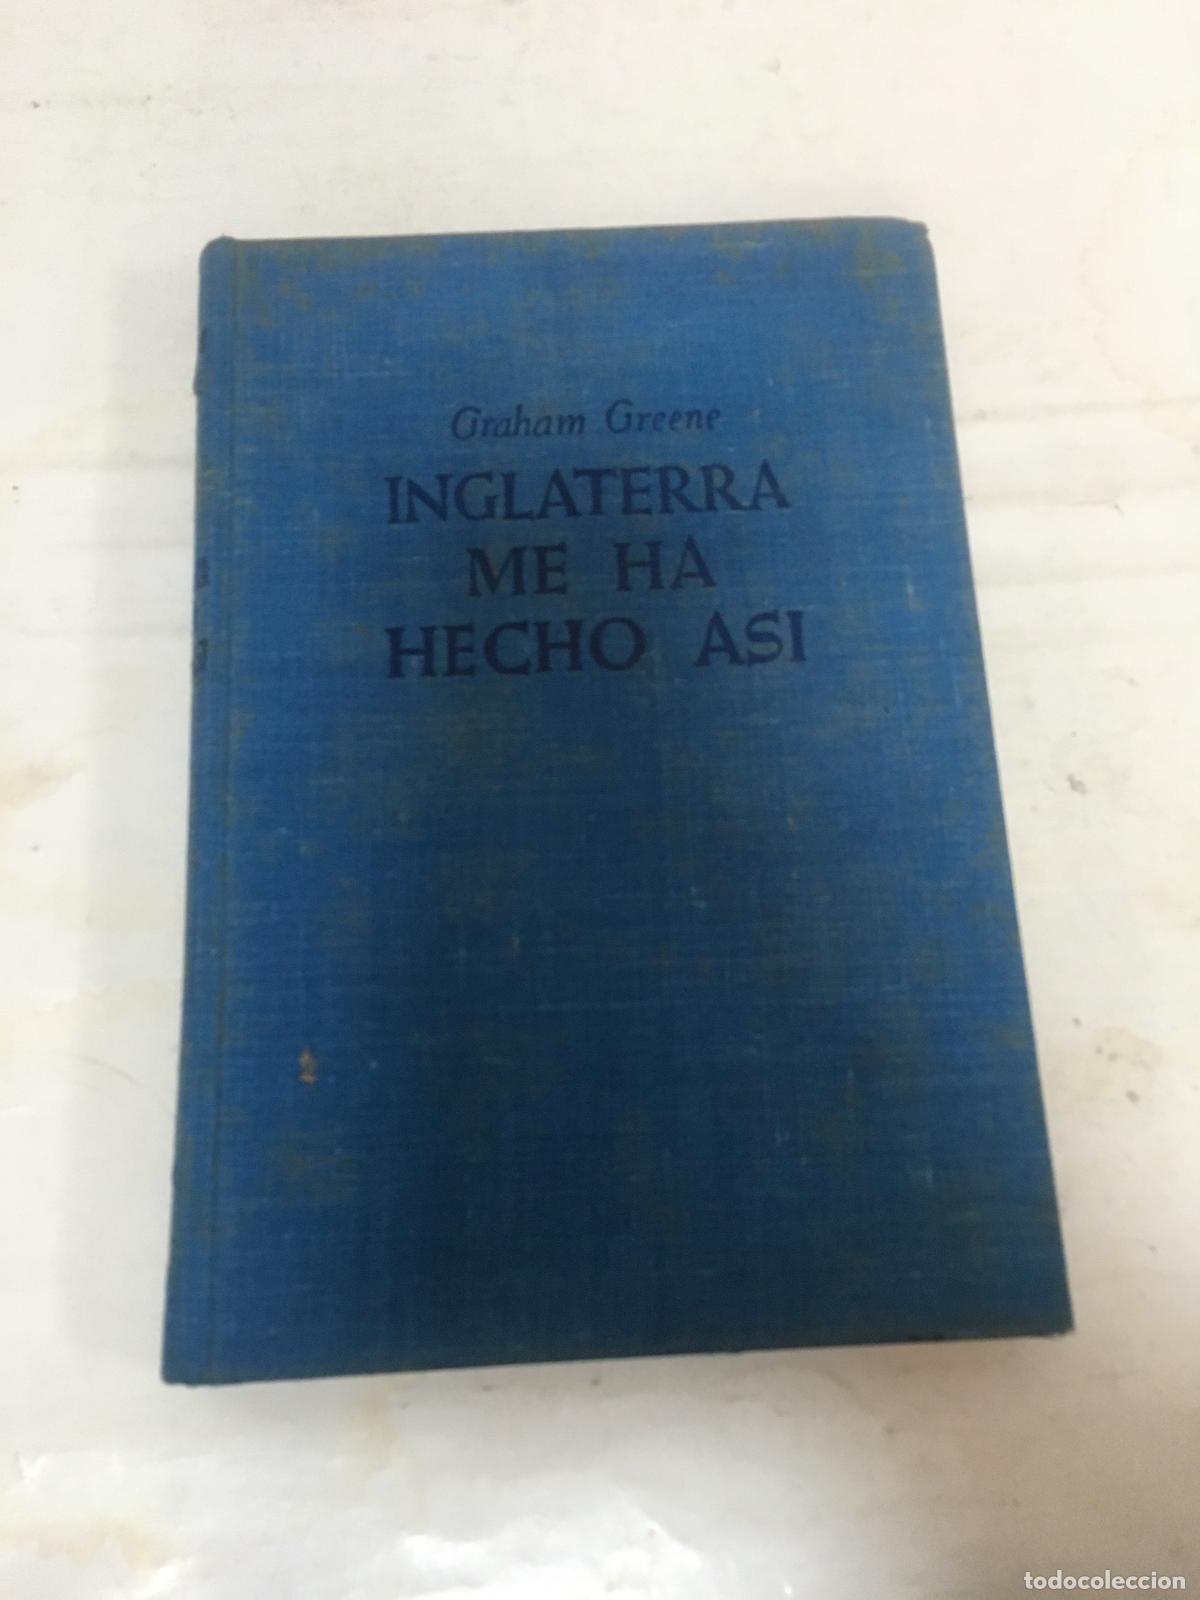 Graham Greene
INGLATERRA
ME HA
HECHO ASI
todocoleccion